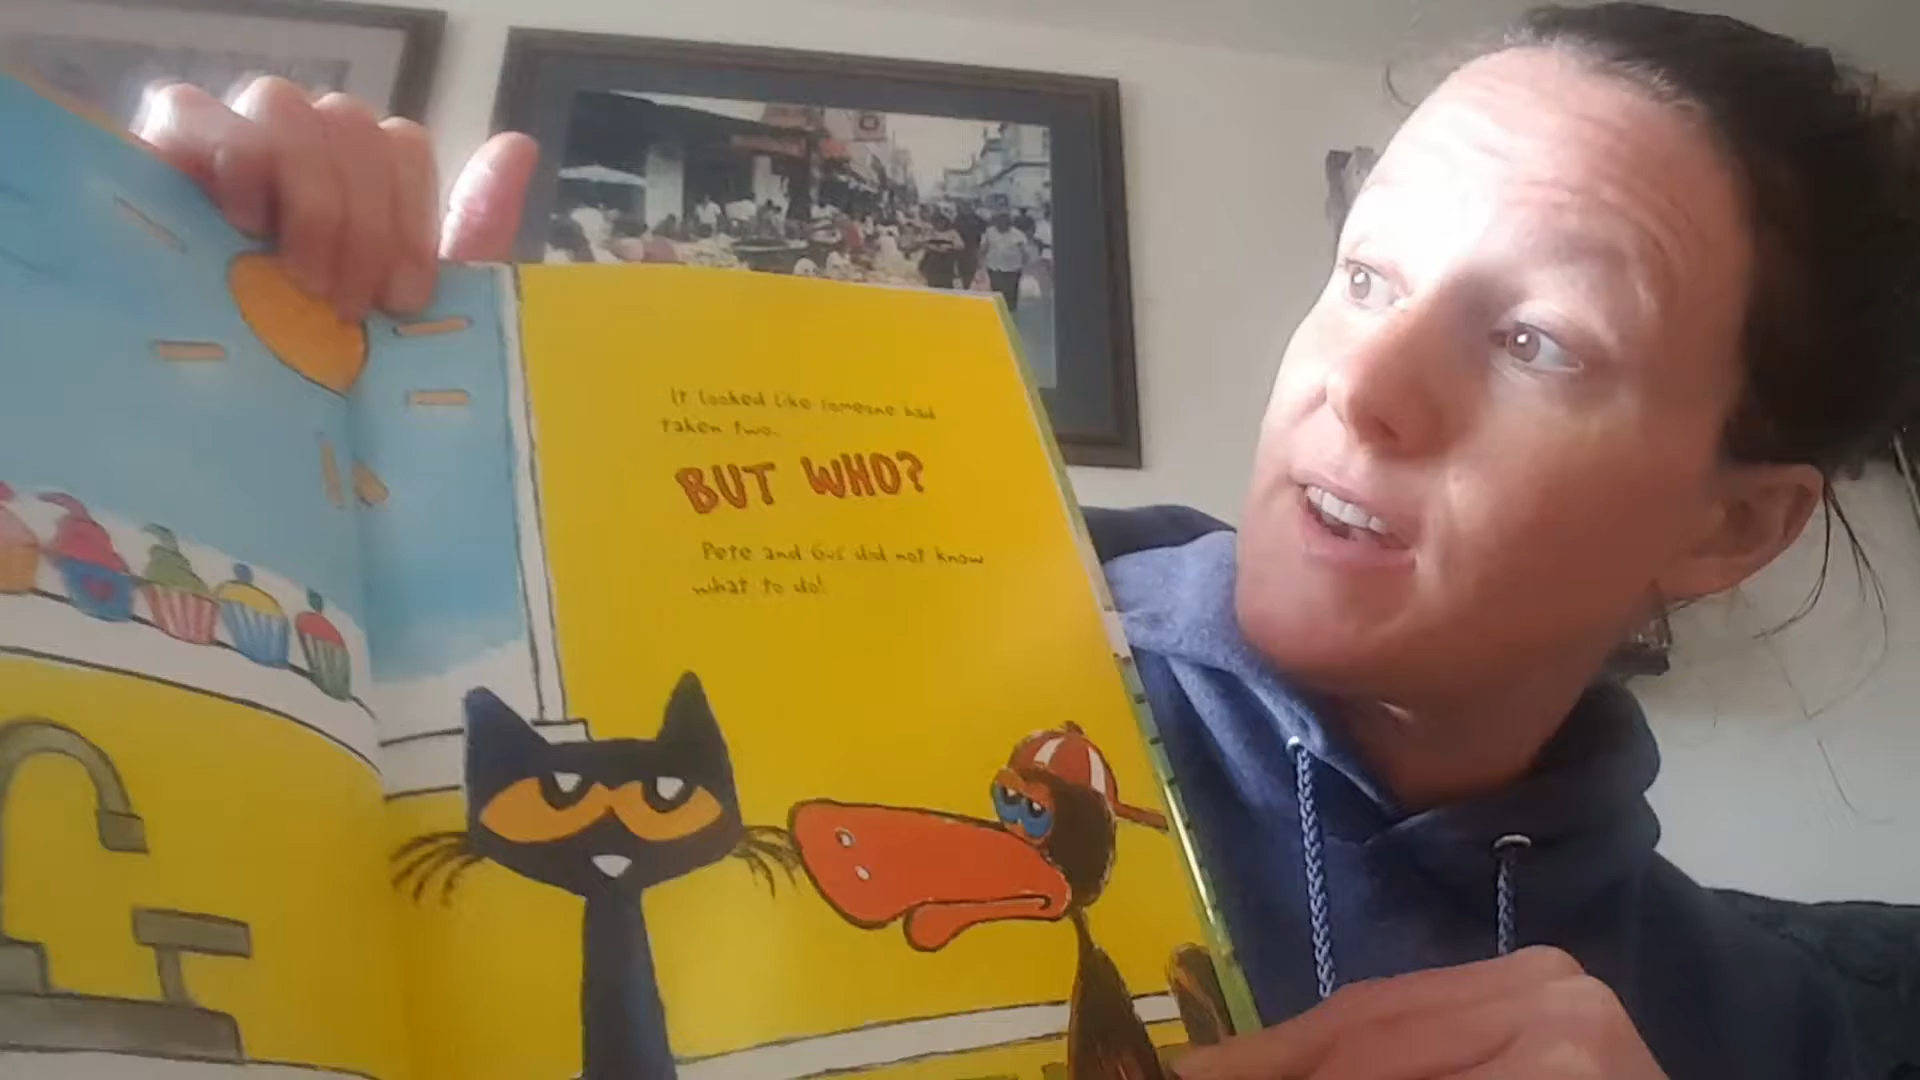 It looked like someone had
taken two.
BUT WHO?
Pete and Gus did not know
what to do!